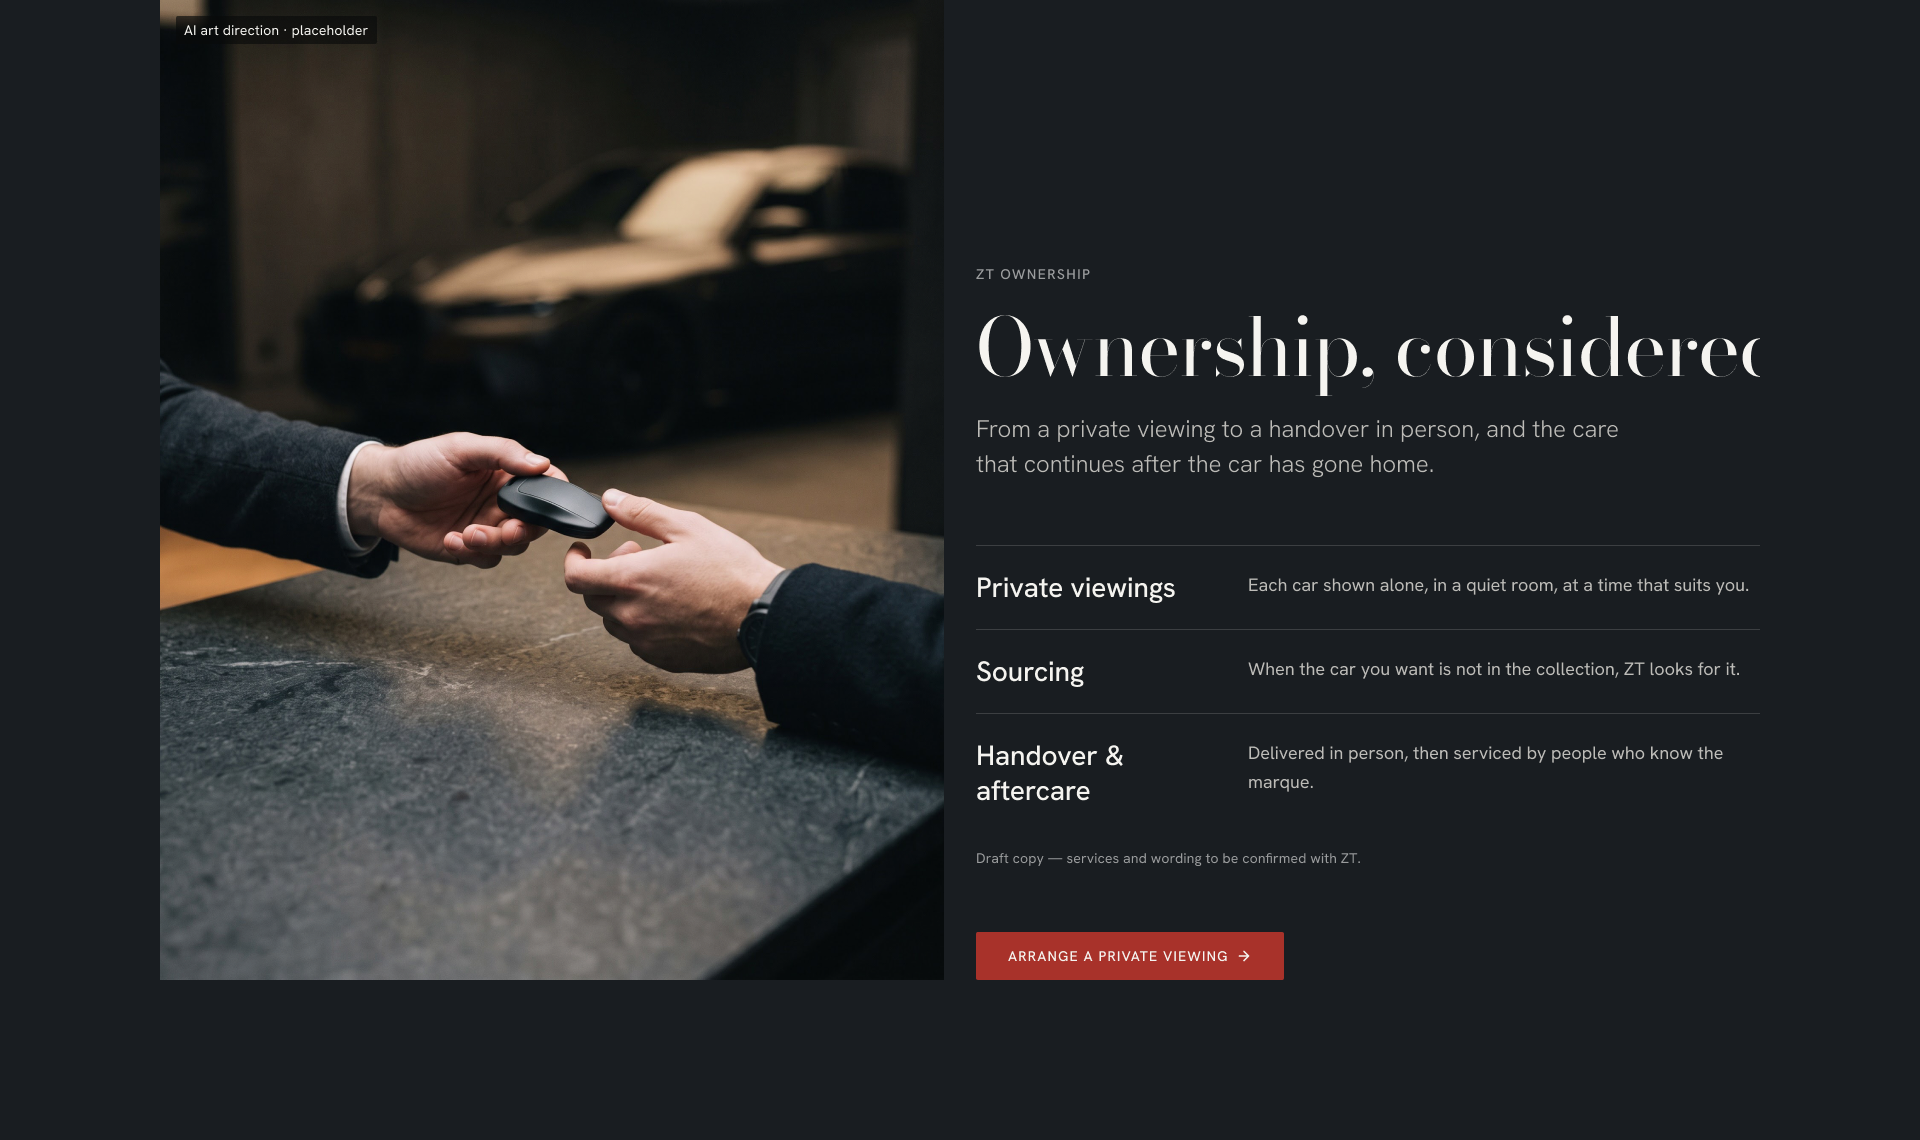 AI art direction · placeholder
ZT OWNERSHIP
Ownership, considered
From a private viewing to a handover in person, and the care
that continues after the car has gone home.
Private viewings
Each car shown alone, in a quiet room, at a time that suits you.
Sourcing
When the car you want is not in the collection, ZT looks for it.
Handover &
aftercare
Delivered in person, then serviced by people who know the
marque.
Draft copy — services and wording to be confirmed with ZT.
ARRANGE A PRIVATE VIEWING →